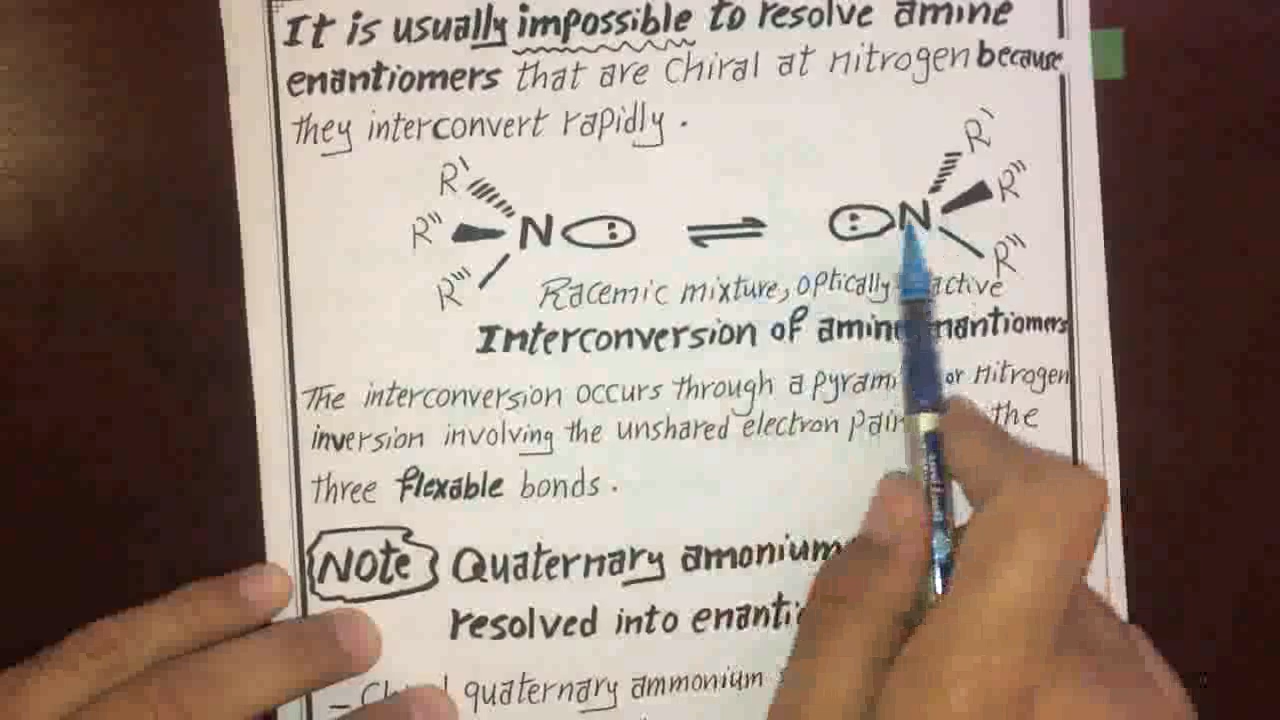 It is usually impossible to resolve amine
enantiomers that are chiral at nitrogen because
they interconvert rapidly.
R' R'
R'' N : ⇌ : N R''
R''' R''
Racemic mixture, optically active
Interconversion of amine enantiomers
The interconversion occurs through a pyrami or Nitrogen
inversion involving the unshared electron pair the
three flexable bonds.
Note Quaternary amonium
resolved into enanti
- Ch l quaternary ammonium